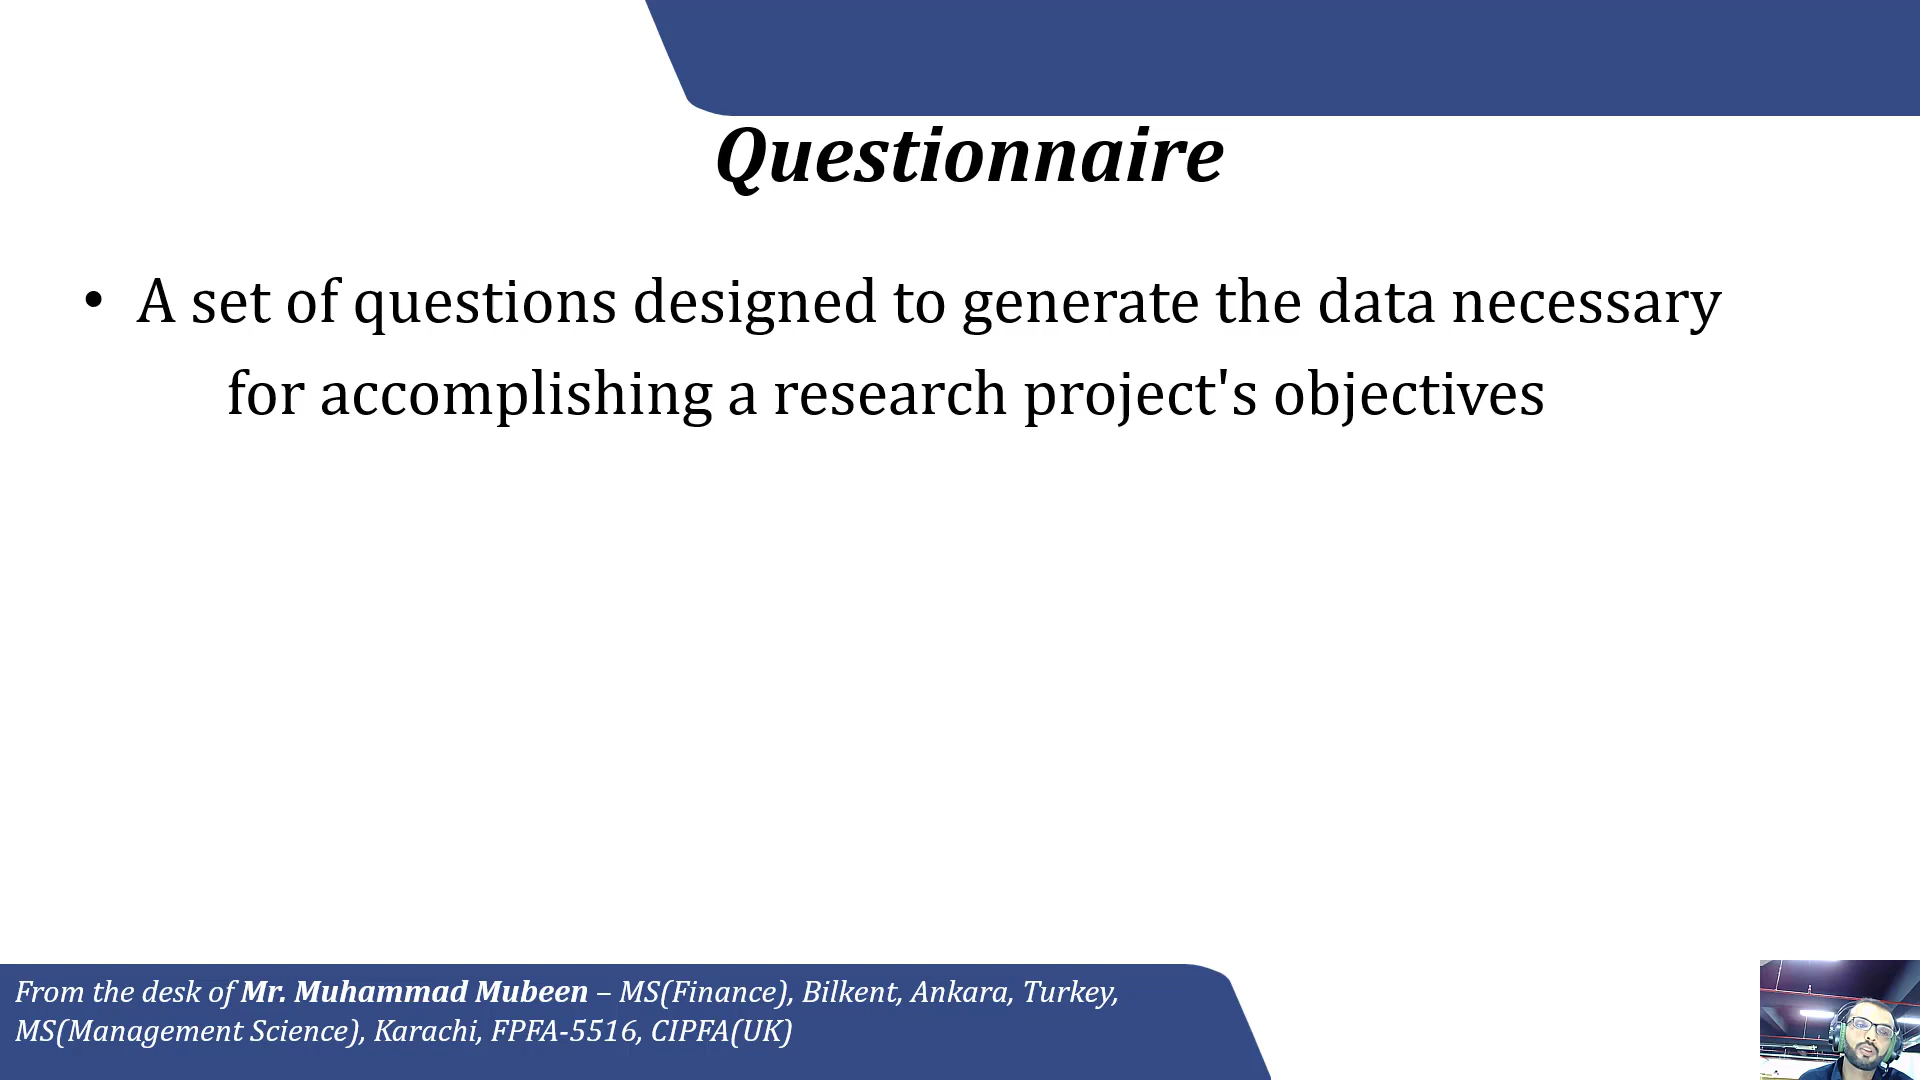 Questionnaire
• A set of questions designed to generate the data necessary
for accomplishing a research project's objectives
From the desk of Mr. Muhammad Mubeen – MS(Finance), Bilkent, Ankara, Turkey,
MS(Management Science), Karachi, FPFA-5516, CIPFA(UK)